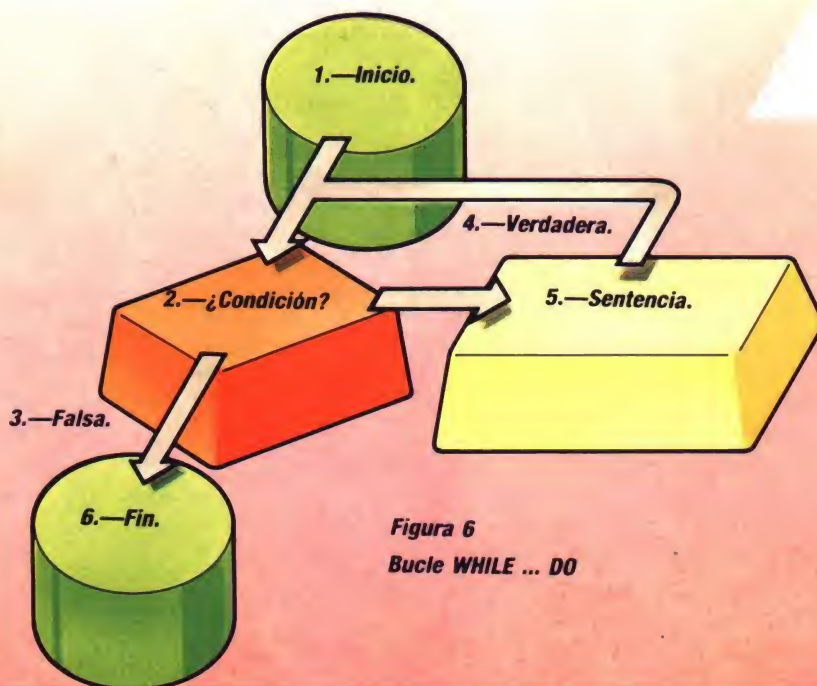 1.—Inicio.
4.—Verdadera.
2.—¿Condición?
5.—Sentencia.
3.—Falsa.
6.—Fin.
Figura 6
Bucle WHILE ... DO